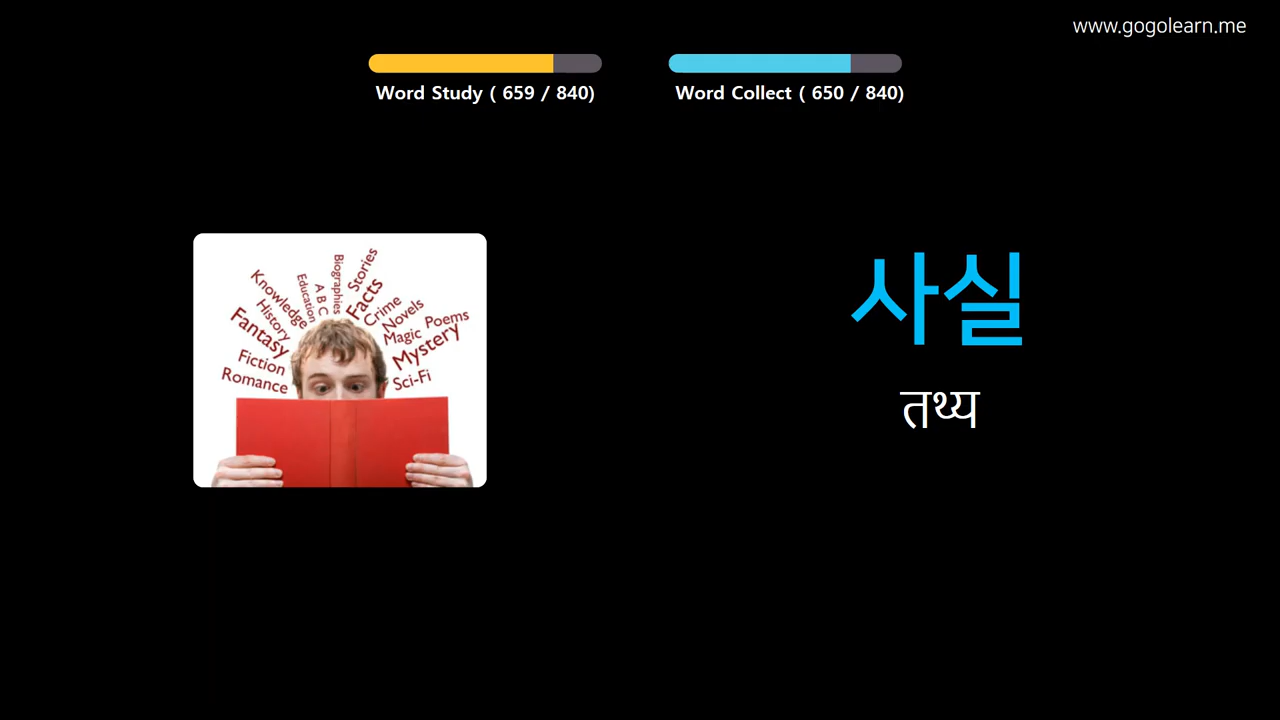 www.gogolearn.me
Word Study ( 659 / 840)
Word Collect ( 650 / 840)
Stories
Biographies
Facts
A B C
Education
Knowledge
Crime
History
Novels
Fantasy
Poems
Magic
Mystery
Fiction
Romance
Sci-Fi
사실
तथ्य